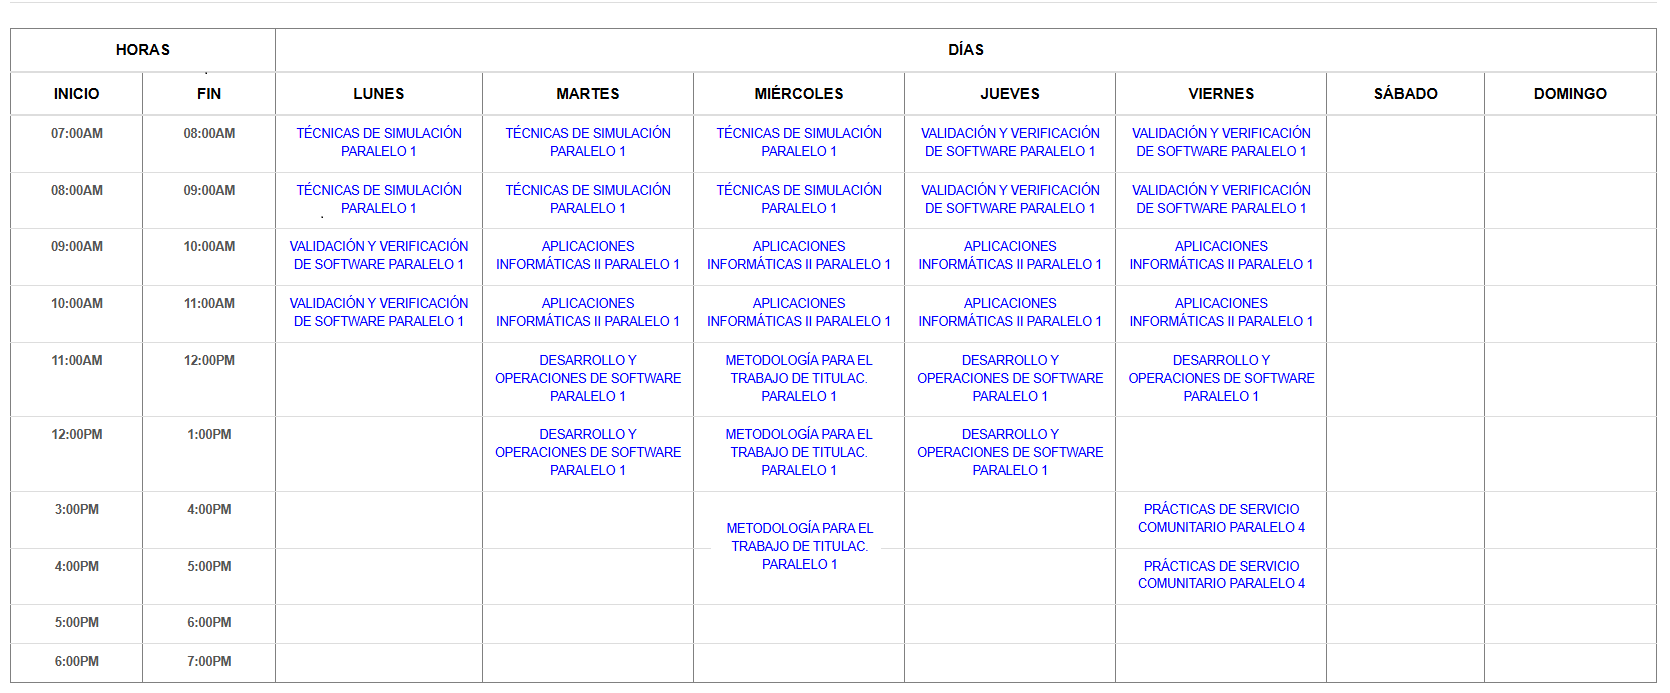 HORAS DÍAS
INICIO FIN LUNES MARTES MIÉRCOLES JUEVES VIERNES SÁBADO DOMINGO
07:00AM 08:00AM TÉCNICAS DE SIMULACIÓN TÉCNICAS DE SIMULACIÓN TÉCNICAS DE SIMULACIÓN VALIDACIÓN Y VERIFICACIÓN VALIDACIÓN Y VERIFICACIÓN
PARALELO 1 PARALELO 1 PARALELO 1 DE SOFTWARE PARALELO 1 DE SOFTWARE PARALELO 1
08:00AM 09:00AM TÉCNICAS DE SIMULACIÓN TÉCNICAS DE SIMULACIÓN TÉCNICAS DE SIMULACIÓN VALIDACIÓN Y VERIFICACIÓN VALIDACIÓN Y VERIFICACIÓN
PARALELO 1 PARALELO 1 PARALELO 1 DE SOFTWARE PARALELO 1 DE SOFTWARE PARALELO 1
09:00AM 10:00AM VALIDACIÓN Y VERIFICACIÓN APLICACIONES APLICACIONES APLICACIONES APLICACIONES
DE SOFTWARE PARALELO 1 INFORMÁTICAS II PARALELO 1 INFORMÁTICAS II PARALELO 1 INFORMÁTICAS II PARALELO 1 INFORMÁTICAS II PARALELO 1
10:00AM 11:00AM VALIDACIÓN Y VERIFICACIÓN APLICACIONES APLICACIONES APLICACIONES APLICACIONES
DE SOFTWARE PARALELO 1 INFORMÁTICAS II PARALELO 1 INFORMÁTICAS II PARALELO 1 INFORMÁTICAS II PARALELO 1 INFORMÁTICAS II PARALELO 1
11:00AM 12:00PM DESARROLLO Y METODOLOGÍA PARA EL DESARROLLO Y DESARROLLO Y
OPERACIONES DE SOFTWARE TRABAJO DE TITULAC. OPERACIONES DE SOFTWARE OPERACIONES DE SOFTWARE
PARALELO 1 PARALELO 1 PARALELO 1 PARALELO 1
12:00PM 1:00PM DESARROLLO Y METODOLOGÍA PARA EL DESARROLLO Y
OPERACIONES DE SOFTWARE TRABAJO DE TITULAC. OPERACIONES DE SOFTWARE
PARALELO 1 PARALELO 1 PARALELO 1
3:00PM 4:00PM PRÁCTICAS DE SERVICIO
METODOLOGÍA PARA EL COMUNITARIO PARALELO 4
TRABAJO DE TITULAC.
4:00PM 5:00PM PARALELO 1 PRÁCTICAS DE SERVICIO
COMUNITARIO PARALELO 4
5:00PM 6:00PM
6:00PM 7:00PM